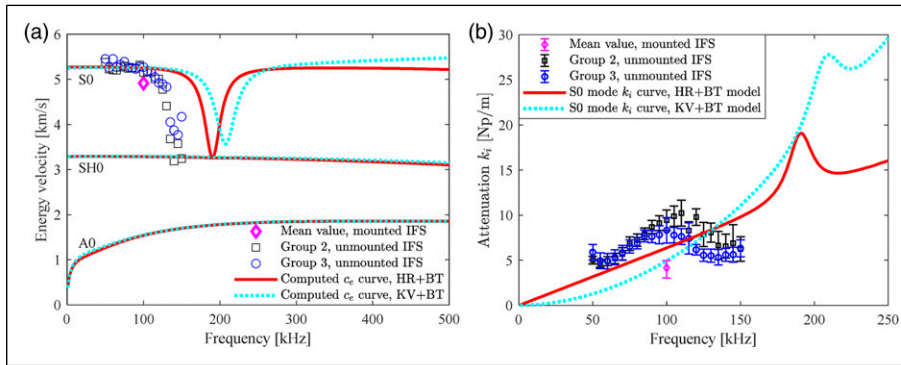 (a)
6
5
4
3
2
1
0
Energy velocity [km/s]
S0
SH0
A0
Mean value, mounted IFS
Group 2, unmounted IFS
Group 3, unmounted IFS
Computed c_e curve, HR+BT
Computed c_e curve, KV+BT
0 100 200 300 400 500
Frequency [kHz]
(b)
30
25
20
15
10
5
0
Attenuation k_i [Np/m]
Mean value, mounted IFS
Group 2, unmounted IFS
Group 3, unmounted IFS
S0 mode k_i curve, HR+BT model
S0 mode k_i curve, KV+BT model
0 50 100 150 200 250
Frequency [kHz]